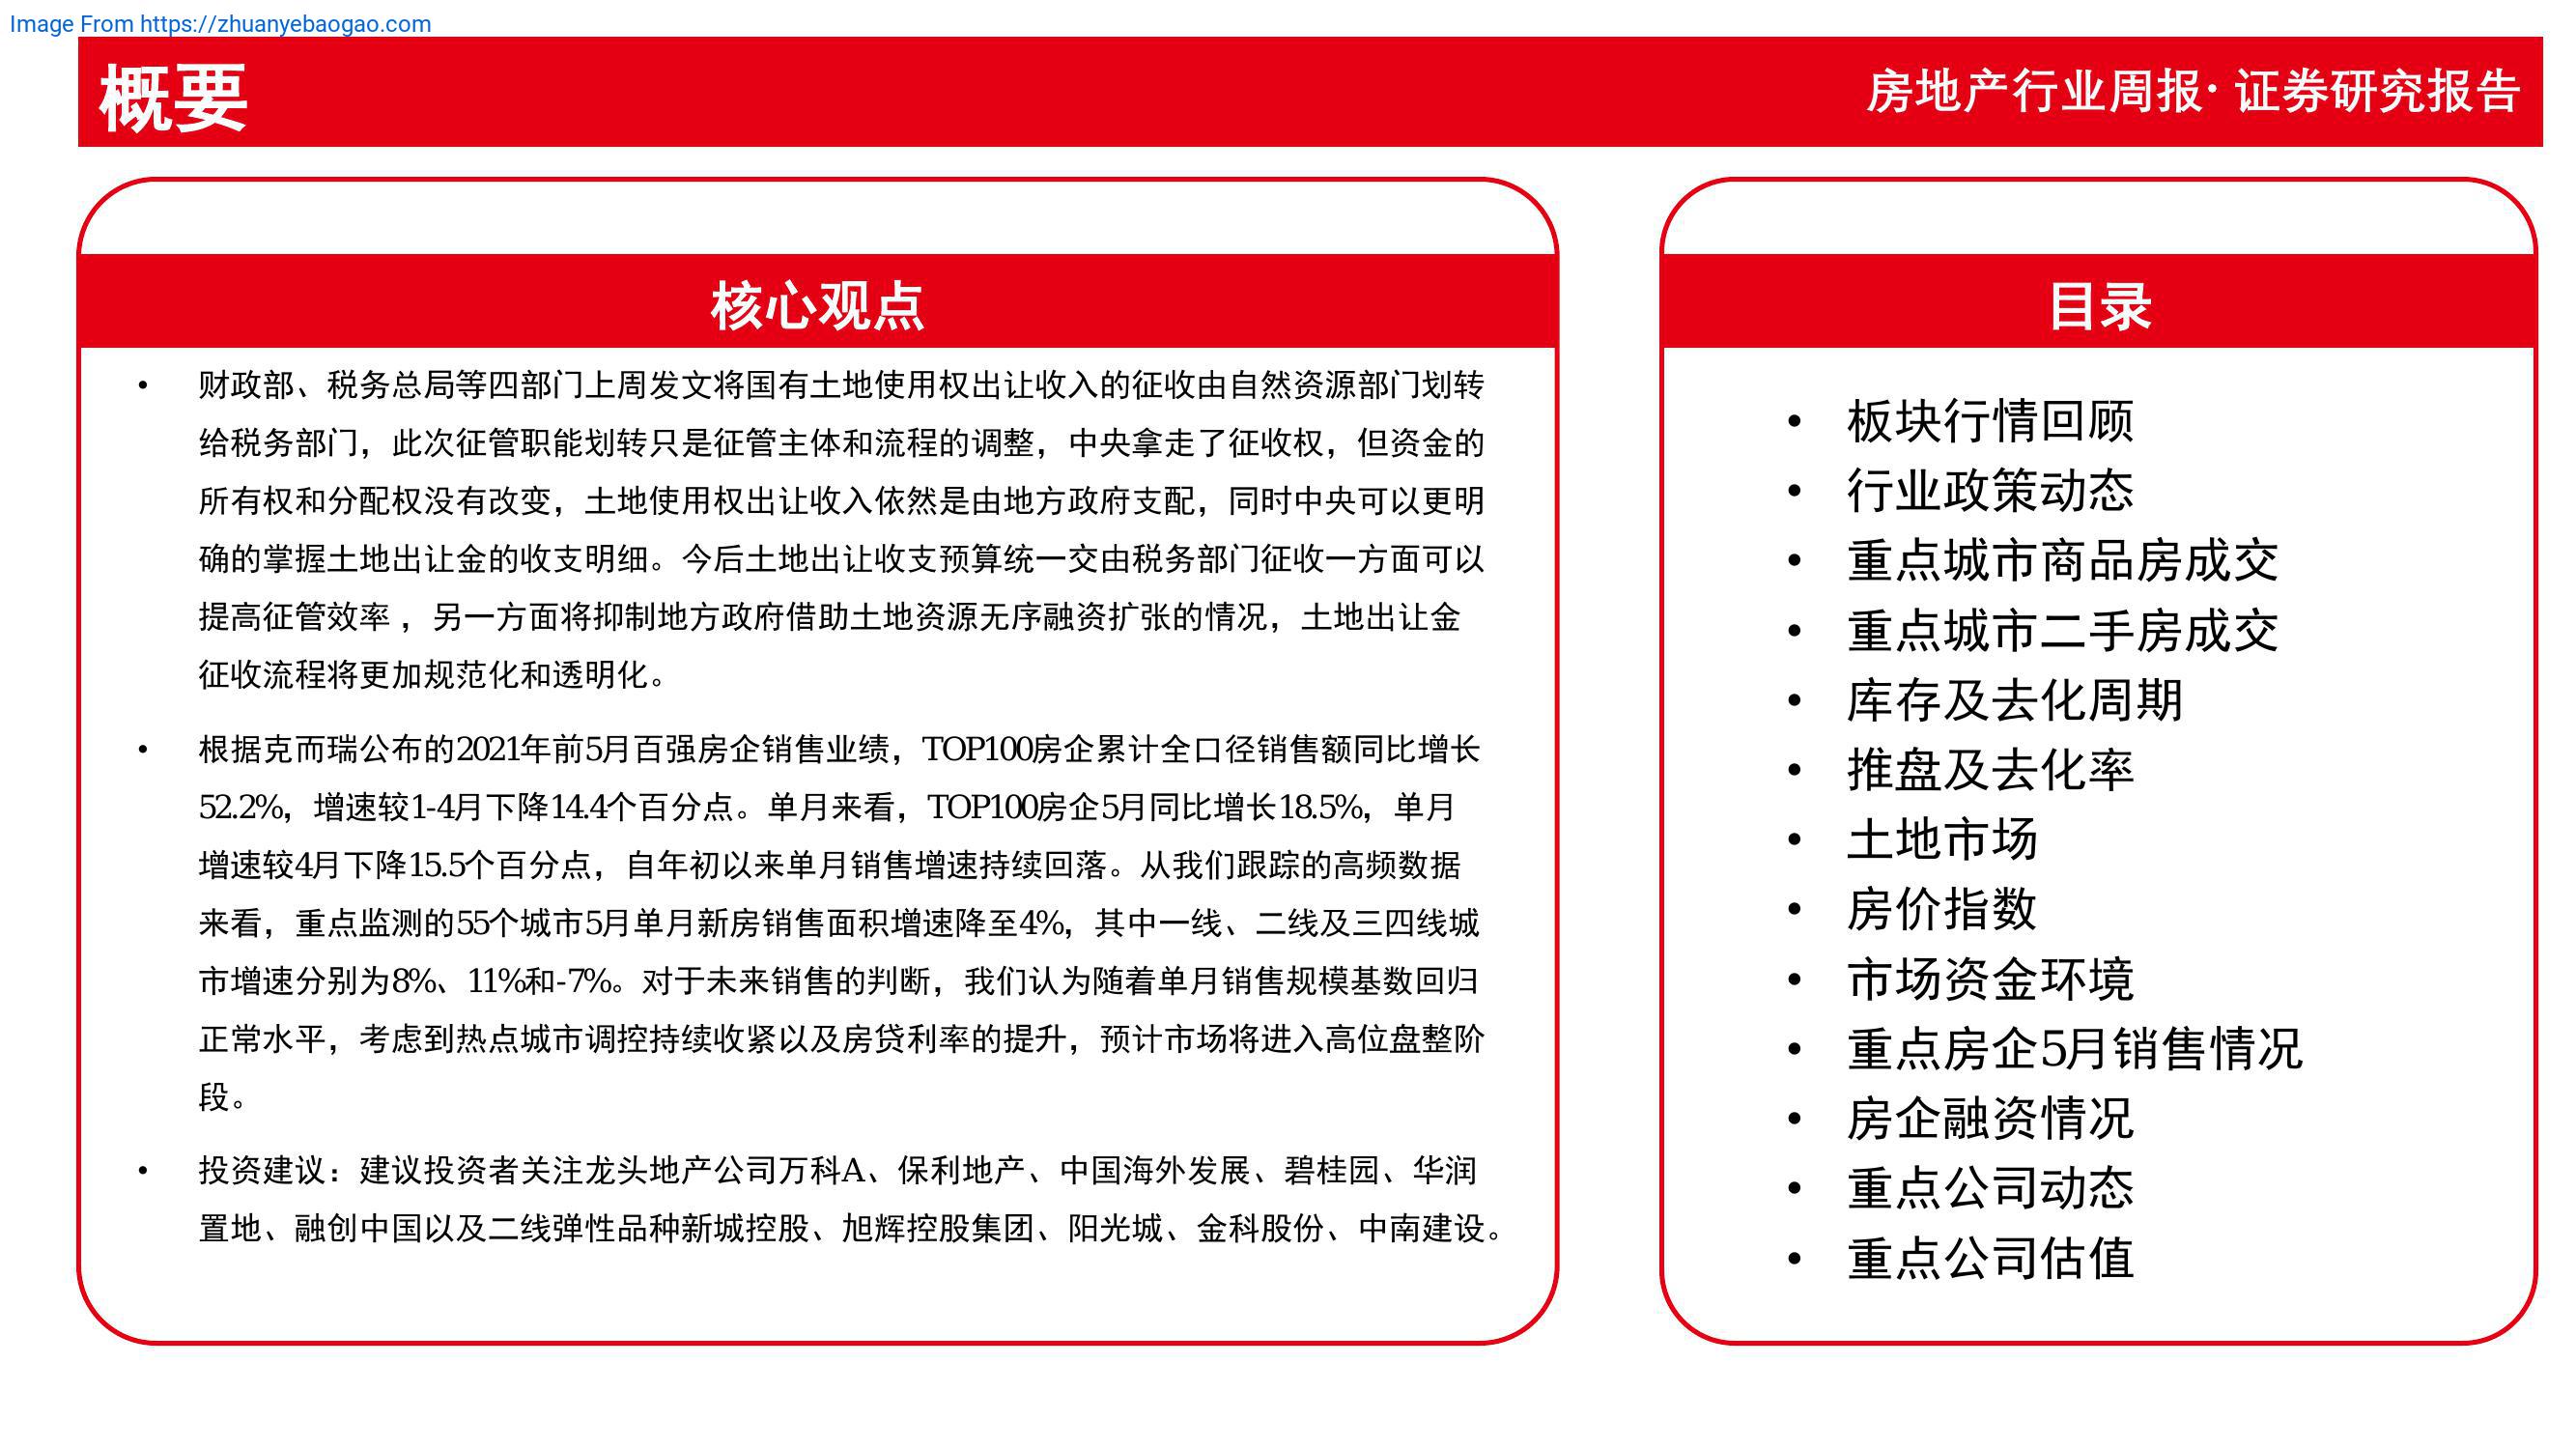 Image From https://zhuanyebaogao.com
概要
房地产行业周报· 证券研究报告
核心观点
• 财政部、税务总局等四部门上周发文将国有土地使用权出让收入的征收由自然资源部门划转
给税务部门，此次征管职能划转只是征管主体和流程的调整，中央拿走了征收权，但资金的
所有权和分配权没有改变，土地使用权出让收入依然是由地方政府支配，同时中央可以更明
确的掌握土地出让金的收支明细。今后土地出让收支预算统一交由税务部门征收一方面可以
提高征管效率 ，另一方面将抑制地方政府借助土地资源无序融资扩张的情况，土地出让金
征收流程将更加规范化和透明化。
• 根据克而瑞公布的2021年前5月百强房企销售业绩，TOP100房企累计全口径销售额同比增长
52.2%，增速较1-4月下降14.4个百分点。单月来看，TOP100房企5月同比增长18.5%，单月
增速较4月下降15.5个百分点，自年初以来单月销售增速持续回落。从我们跟踪的高频数据
来看，重点监测的55个城市5月单月新房销售面积增速降至4%，其中一线、二线及三四线城
市增速分别为8%、11%和-7%。对于未来销售的判断，我们认为随着单月销售规模基数回归
正常水平，考虑到热点城市调控持续收紧以及房贷利率的提升，预计市场将进入高位盘整阶
段。
• 投资建议：建议投资者关注龙头地产公司万科A、保利地产、中国海外发展、碧桂园、华润
置地、融创中国以及二线弹性品种新城控股、旭辉控股集团、阳光城、金科股份、中南建设。
目录
• 板块行情回顾
• 行业政策动态
• 重点城市商品房成交
• 重点城市二手房成交
• 库存及去化周期
• 推盘及去化率
• 土地市场
• 房价指数
• 市场资金环境
• 重点房企5月销售情况
• 房企融资情况
• 重点公司动态
• 重点公司估值